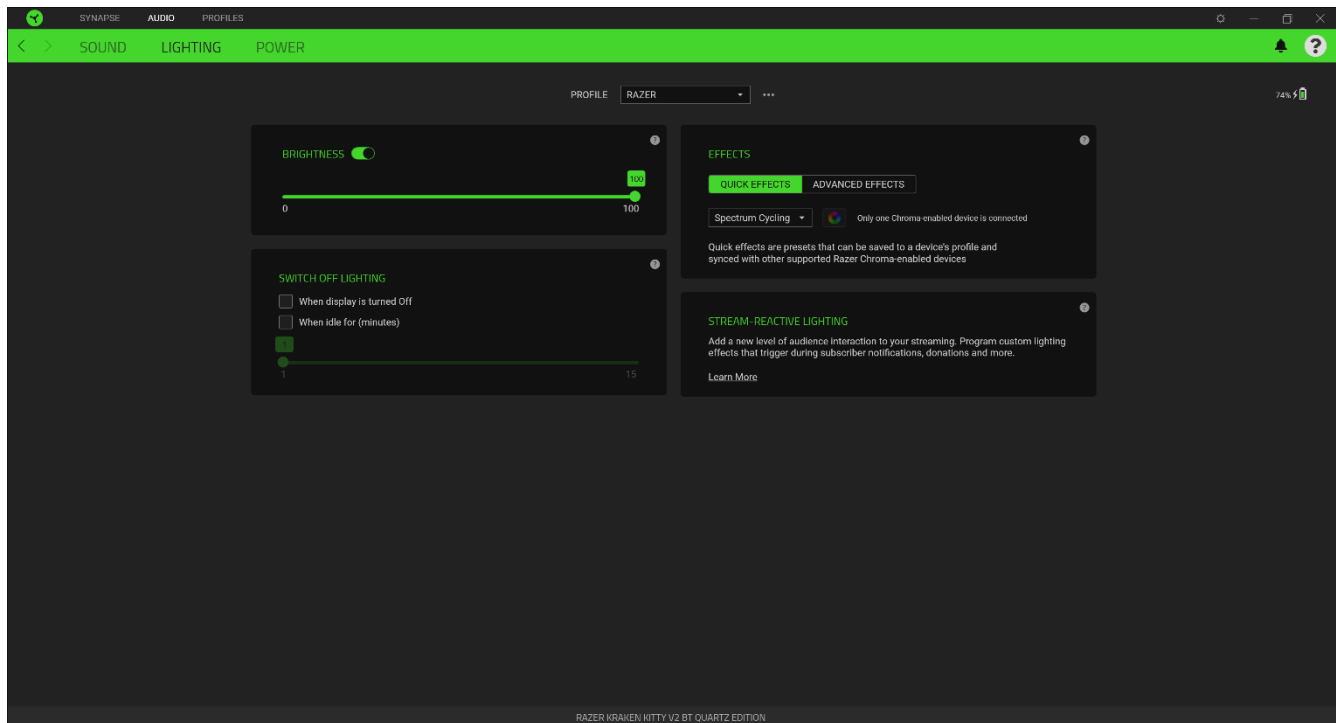 SYNAPSE AUDIO PROFILES
SOUND LIGHTING POWER
?
PROFILE RAZER
74%
BRIGHTNESS
?
100
0 100
SWITCH OFF LIGHTING
?
When display is turned Off
When idle for (minutes)
1
1 15
EFFECTS
?
QUICK EFFECTS ADVANCED EFFECTS
Spectrum Cycling Only one Chroma-enabled device is connected
Quick effects are presets that can be saved to a device's profile and
synced with other supported Razer Chroma-enabled devices
STREAM-REACTIVE LIGHTING
?
Add a new level of audience interaction to your streaming. Program custom lighting
effects that trigger during subscriber notifications, donations and more.
Learn More
RAZER KRAKEN KITTY V2 BT QUARTZ EDITION